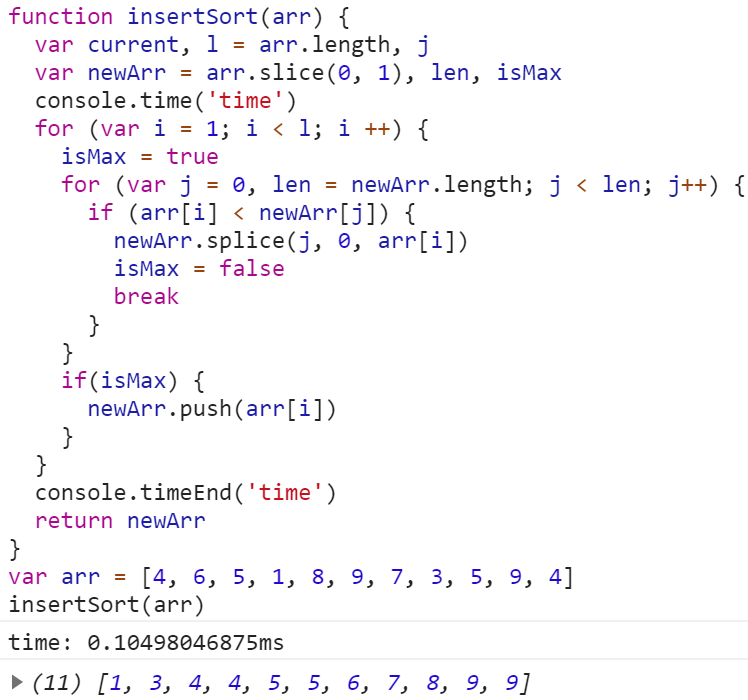 function insertSort(arr) {
  var current, l = arr.length, j
  var newArr = arr.slice(0, 1), len, isMax
  console.time('time')
  for (var i = 1; i < l; i ++) {
    isMax = true
    for (var j = 0, len = newArr.length; j < len; j++) {
      if (arr[i] < newArr[j]) {
        newArr.splice(j, 0, arr[i])
        isMax = false
        break
      }
    }
    if(isMax) {
      newArr.push(arr[i])
    }
  }
  console.timeEnd('time')
  return newArr
}
var arr = [4, 6, 5, 1, 8, 9, 7, 3, 5, 9, 4]
insertSort(arr)
time: 0.10498046875ms
(11) [1, 3, 4, 4, 5, 5, 6, 7, 8, 9, 9]